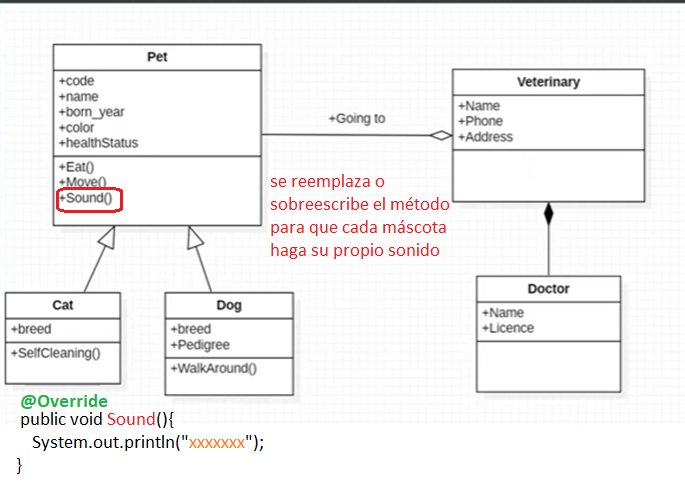 Pet
+code
+name
+born_year
+color
+healthStatus
+Eat()
+Move()
+Sound()
+Going to
Veterinary
+Name
+Phone
+Address
se reemplaza o
sobreescribe el método
para que cada máscota
haga su propio sonido
Cat
+breed
+SelfCleaning()
Dog
+breed
+Pedigree
+WalkAround()
Doctor
+Name
+Licence
@Override
public void Sound(){
System.out.println("xxxxxxx");
}